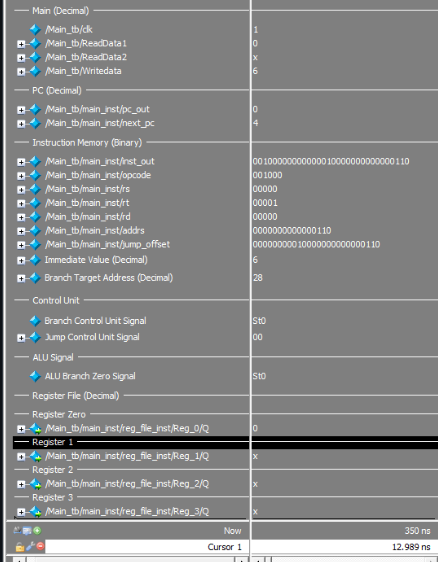 Main (Decimal)
/Main_tb/clk 1
/Main_tb/ReadData1 0
/Main_tb/ReadData2 x
/Main_tb/Writedata 6
PC (Decimal)
/Main_tb/main_inst/pc_out 0
/Main_tb/main_inst/next_pc 4
Instruction Memory (Binary)
/Main_tb/main_inst/inst_out 00100000000000010000000000000110
/Main_tb/main_inst/opcode 001000
/Main_tb/main_inst/rs 00000
/Main_tb/main_inst/rt 00001
/Main_tb/main_inst/rd 00000
/Main_tb/main_inst/addrs 0000000000000110
/Main_tb/main_inst/jump_offset 00000000010000000000000110
Immediate Value (Decimal) 6
Branch Target Address (Decimal) 28
Control Unit
Branch Control Unit Signal St0
Jump Control Unit Signal 00
ALU Signal
ALU Branch Zero Signal St0
Register File (Decimal)
Register Zero
/Main_tb/main_inst/reg_file_inst/Reg_0/Q 0
Register 1
/Main_tb/main_inst/reg_file_inst/Reg_1/Q x
Register 2
/Main_tb/main_inst/reg_file_inst/Reg_2/Q x
Register 3
/Main_tb/main_inst/reg_file_inst/Reg_3/Q x
Now 350 ns
Cursor 1 12.989 ns